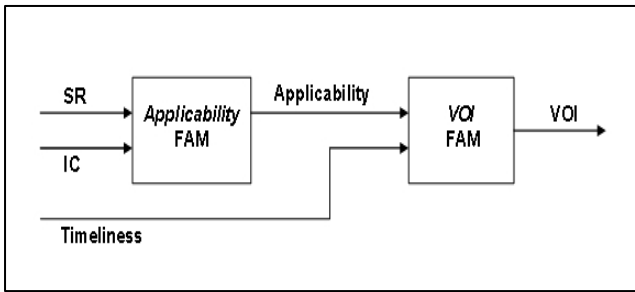 SR
IC
Applicability
FAM
Applicability
VOI
FAM
VOI
Timeliness